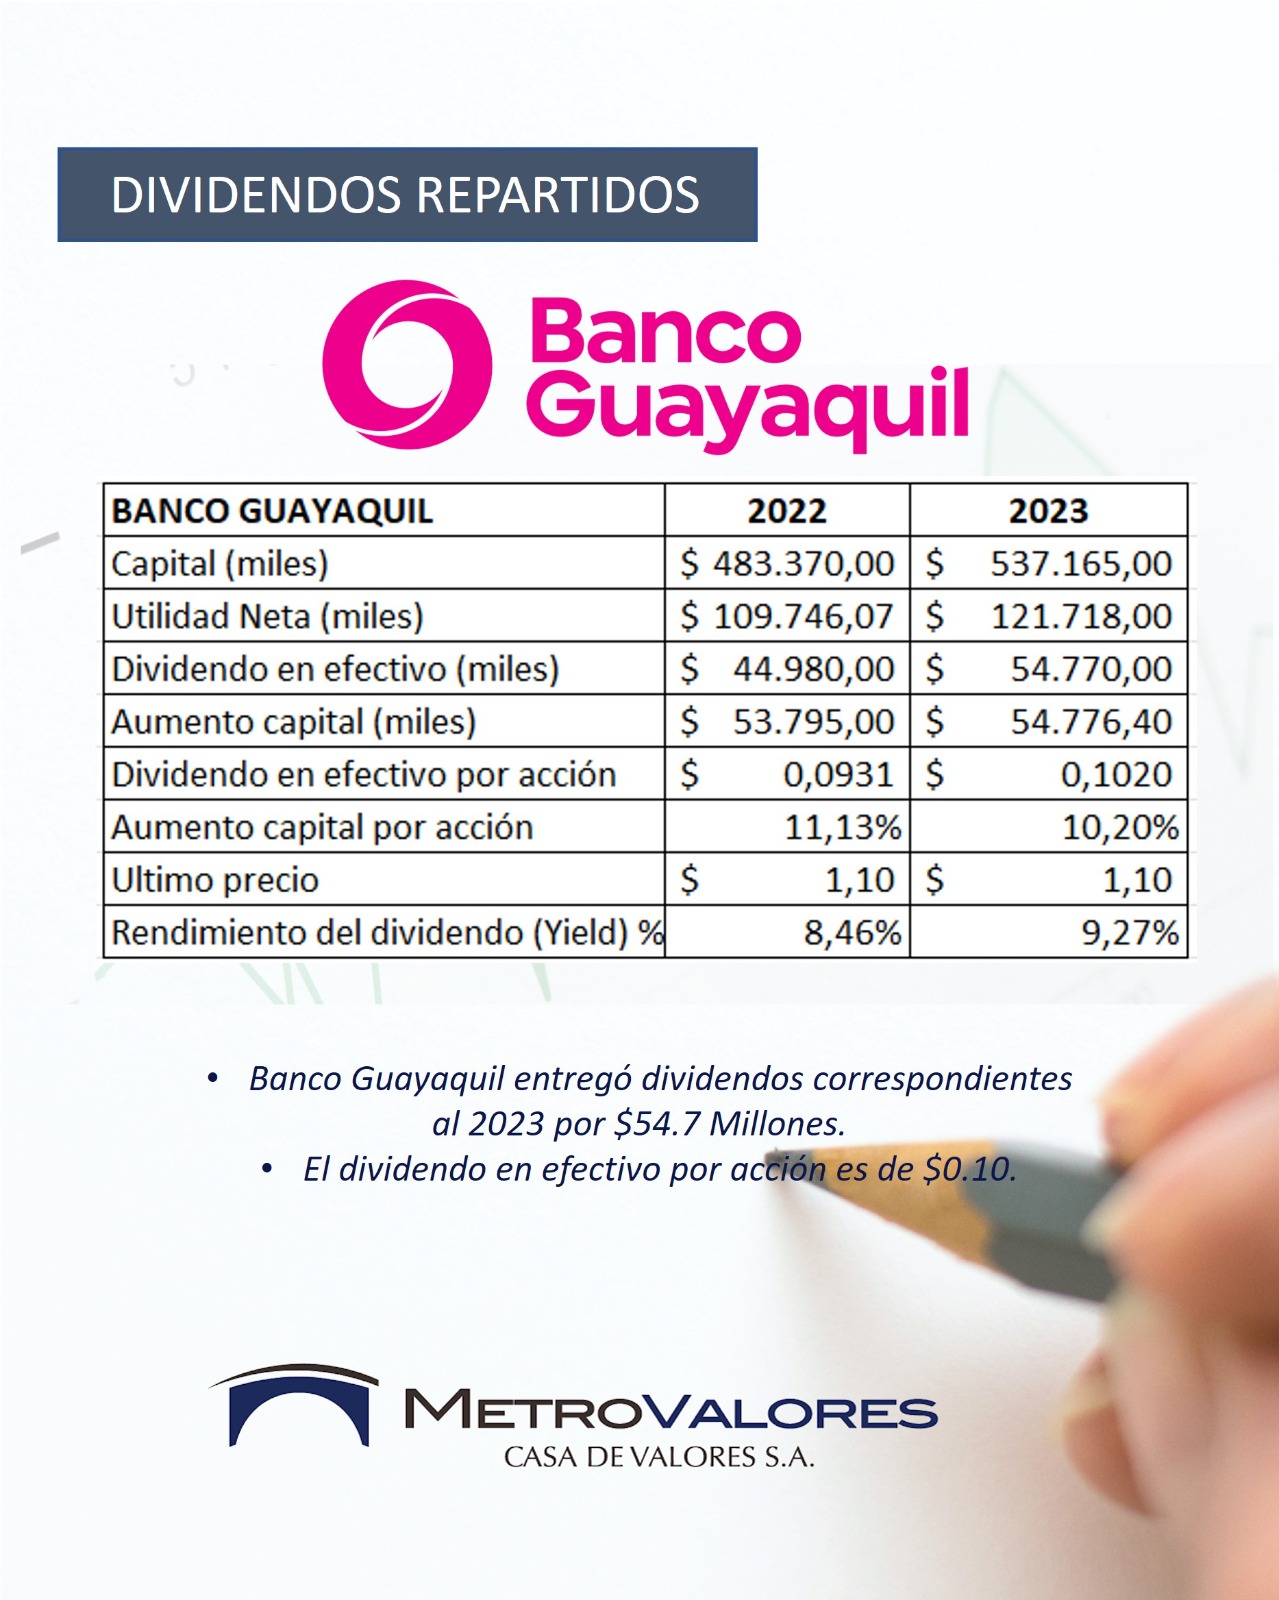 DIVIDENDOS REPARTIDOS
Banco
Guayaquil
BANCO GUAYAQUIL 2022 2023
Capital (miles) $ 483.370,00 $ 537.165,00
Utilidad Neta (miles) $ 109.746,07 $ 121.718,00
Dividendo en efectivo (miles) $ 44.980,00 $ 54.770,00
Aumento capital (miles) $ 53.795,00 $ 54.776,40
Dividendo en efectivo por acción $ 0,0931 $ 0,1020
Aumento capital por acción 11,13% 10,20%
Ultimo precio $ 1,10 $ 1,10
Rendimiento del dividendo (Yield) % 8,46% 9,27%
• Banco Guayaquil entregó dividendos correspondientes
al 2023 por $54.7 Millones.
• El dividendo en efectivo por acción es de $0.10.
METROVALORES
CASA DE VALORES S.A.